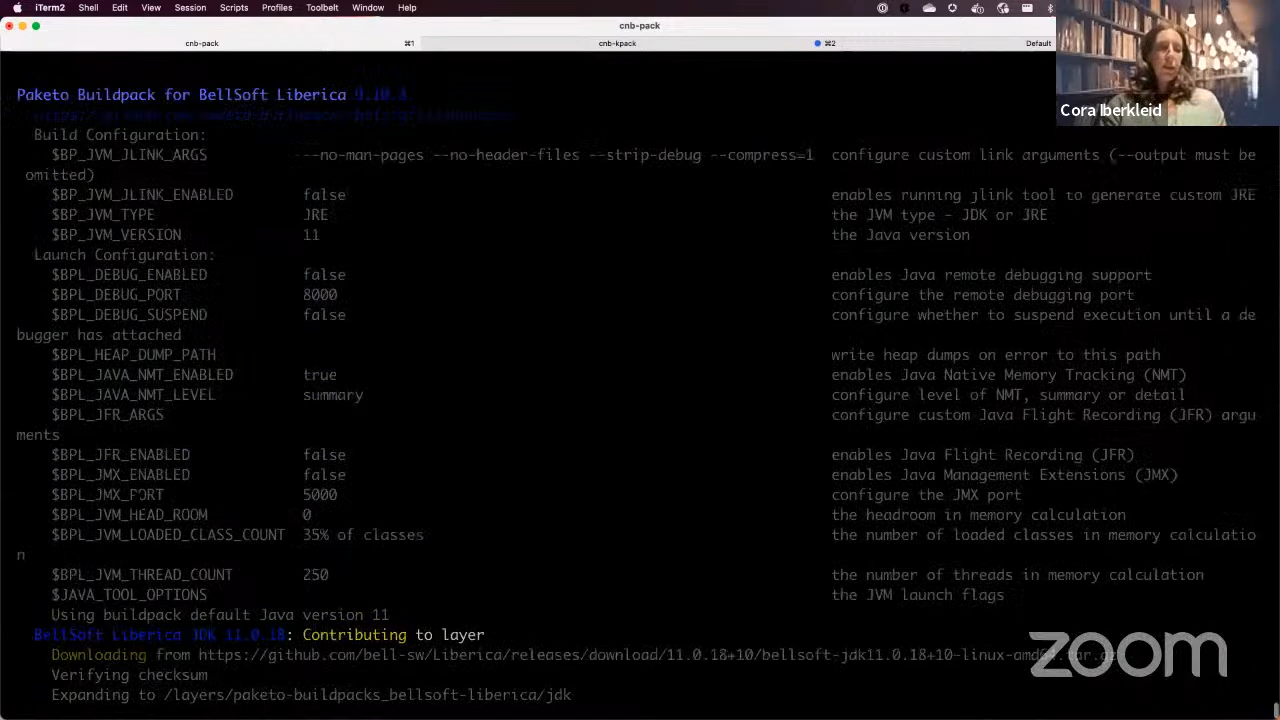 iTerm2 Shell Edit View Session Scripts Profiles Toolbelt Window Help
cnb-pack
cnb-pack ⌘1 cnb-kpack ⌘2 Default
Cora Iberkleid
Paketo Buildpack for BellSoft Liberica
Build Configuration:
$BP_JVM_JLINK_ARGS ---no-man-pages --no-header-files --strip-debug --compress=1 configure custom link arguments (--output must be
omitted)
$BP_JVM_JLINK_ENABLED false enables running jlink tool to generate custom JRE
$BP_JVM_TYPE JRE the JVM type - JDK or JRE
$BP_JVM_VERSION 11 the Java version
Launch Configuration:
$BPL_DEBUG_ENABLED false enables Java remote debugging support
$BPL_DEBUG_PORT 8000 configure the remote debugging port
$BPL_DEBUG_SUSPEND false configure whether to suspend execution until a de
bugger has attached
$BPL_HEAP_DUMP_PATH write heap dumps on error to this path
$BPL_JAVA_NMT_ENABLED true enables Java Native Memory Tracking (NMT)
$BPL_JAVA_NMT_LEVEL summary configure level of NMT, summary or detail
$BPL_JFR_ARGS configure custom Java Flight Recording (JFR) argu
ments
$BPL_JFR_ENABLED false enables Java Flight Recording (JFR)
$BPL_JMX_ENABLED false enables Java Management Extensions (JMX)
$BPL_JMX_PORT 5000 configure the JMX port
$BPL_JVM_HEAD_ROOM 0 the headroom in memory calculation
$BPL_JVM_LOADED_CLASS_COUNT 35% of classes the number of loaded classes in memory calculatio
n
$BPL_JVM_THREAD_COUNT 250 the number of threads in memory calculation
$JAVA_TOOL_OPTIONS the JVM launch flags
Using buildpack default Java version 11
BellSoft Liberica JDK 11.0.18: Contributing to layer
Downloading from https://github.com/bell-sw/Liberica/releases/download/11.0.18+10/bellsoft-jdk11.0.18+10-linux-amd64.tar.gz
Verifying checksum
Expanding to /layers/paketo-buildpacks_bellsoft-liberica/jdk
zoom